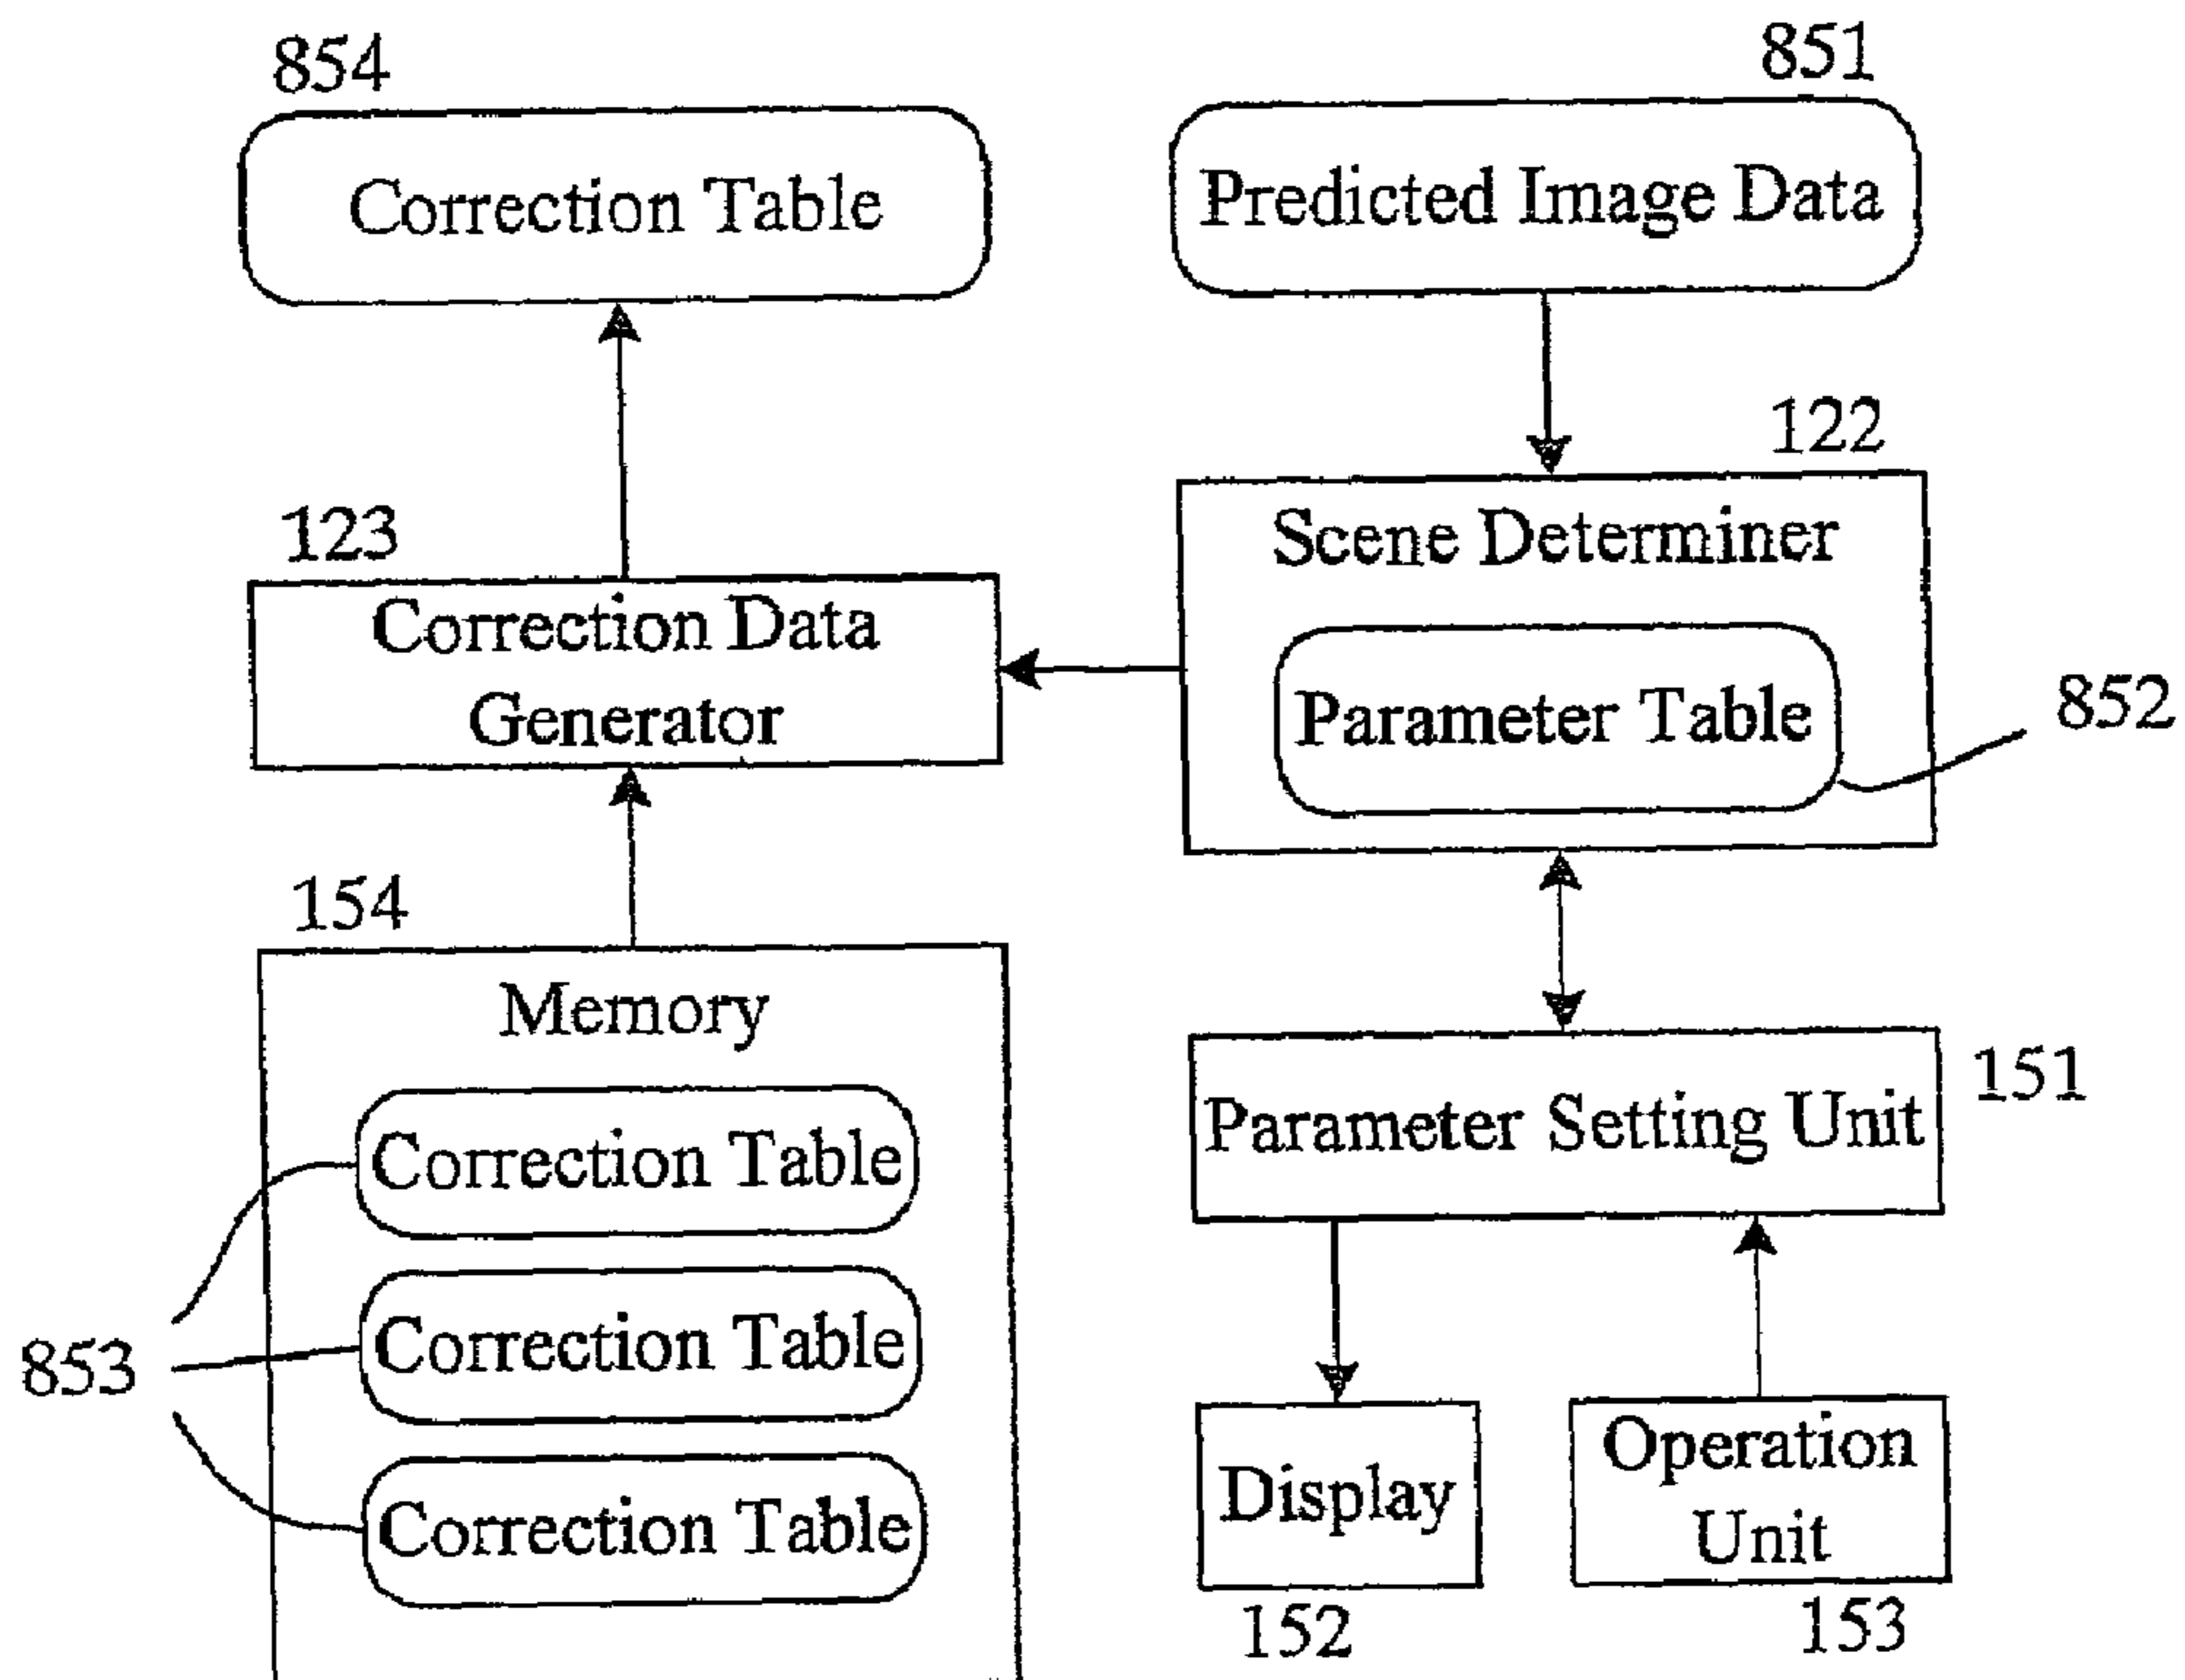 854
Correction Table
851
Predicted Image Data
122
Scene Determiner
Parameter Table
852
123
Correction Data
Generator
154
Memory
Correction Table
Correction Table
Correction Table
853
Parameter Setting Unit
151
Display
152
Operation
Unit
153